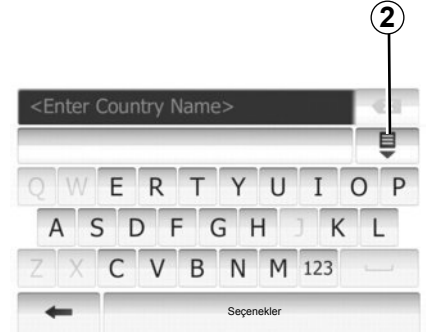 2
<Enter Country Name>
Q W E R T Y U I O P
A S D F G H J K L
Z X C V B N M 123
Seçenekler